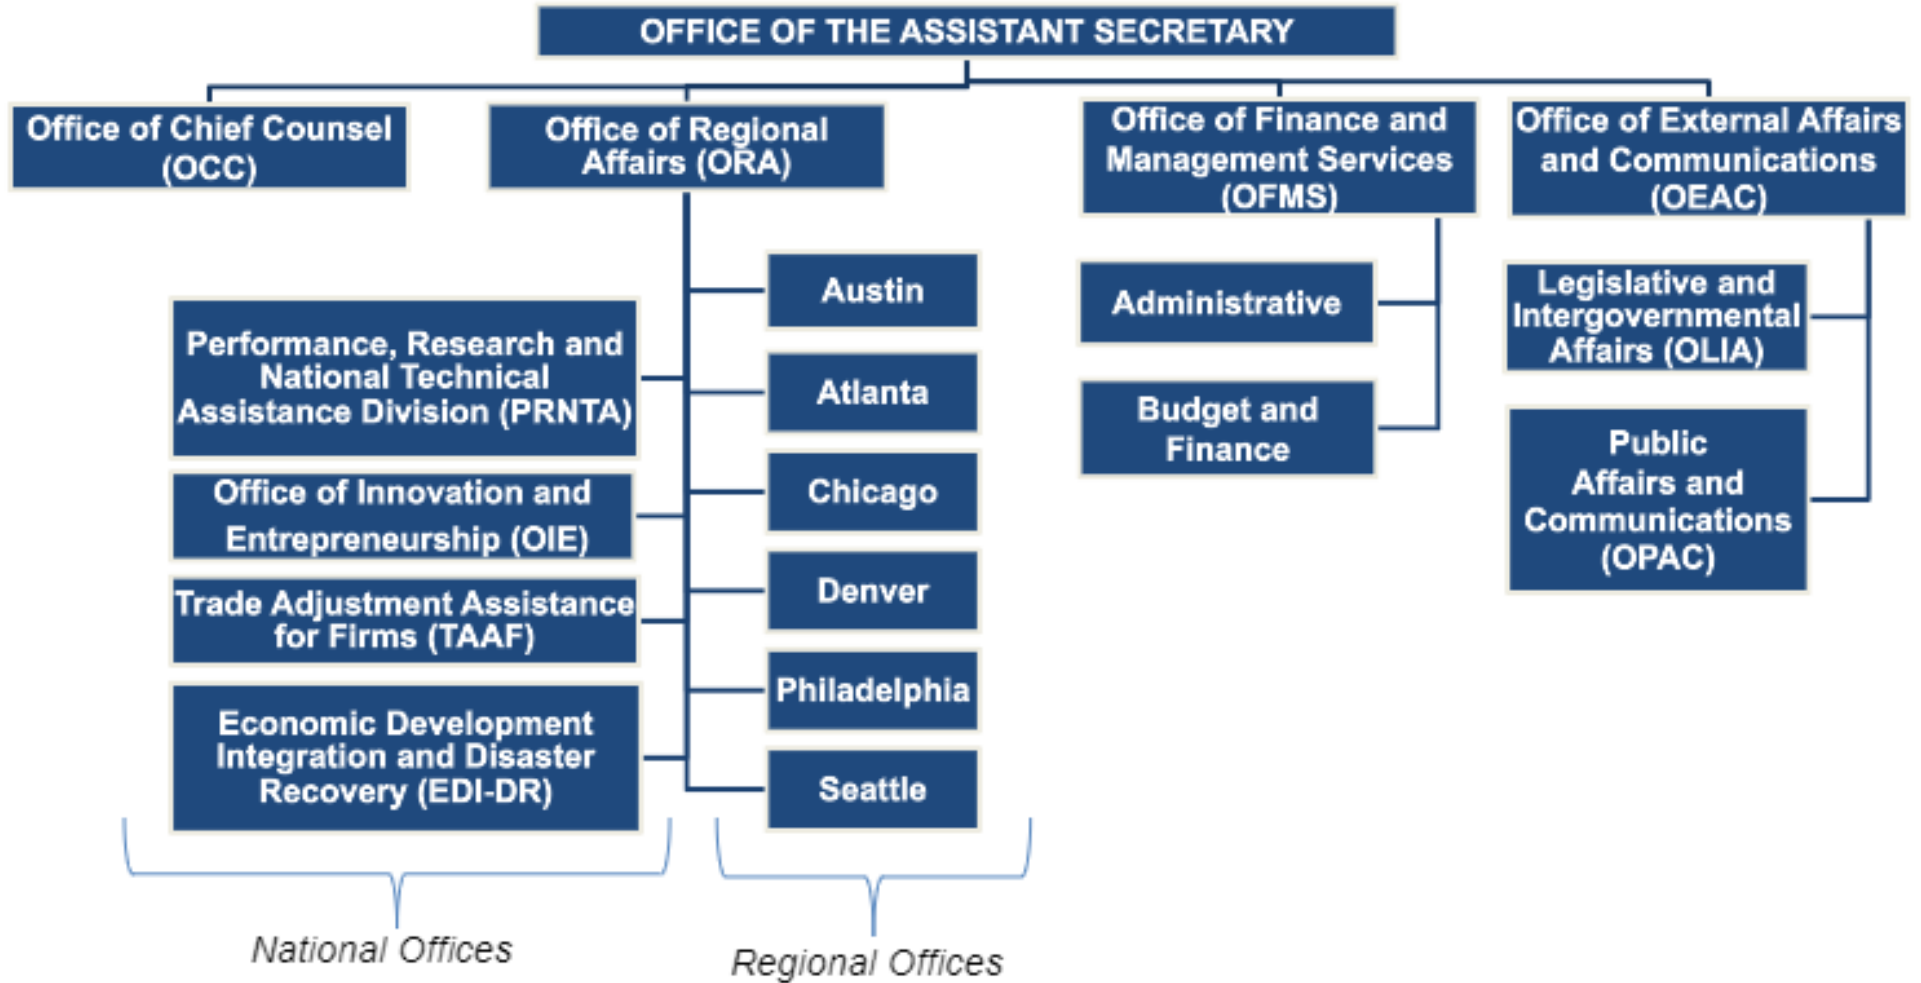 OFFICE OF THE ASSISTANT SECRETARY
Office of Chief Counsel
(OCC)
Office of Regional
Affairs (ORA)
Office of Finance and
Management Services
(OFMS)
Office of External Affairs
and Communications
(OEAC)
Performance, Research and
National Technical
Assistance Division (PRNTA)
Office of Innovation and
Entrepreneurship (OIE)
Trade Adjustment Assistance
for Firms (TAAF)
Economic Development
Integration and Disaster
Recovery (EDI-DR)
National Offices
Austin
Atlanta
Chicago
Denver
Philadelphia
Seattle
Regional Offices
Administrative
Budget and
Finance
Legislative and
Intergovernmental
Affairs (OLIA)
Public
Affairs and
Communications
(OPAC)